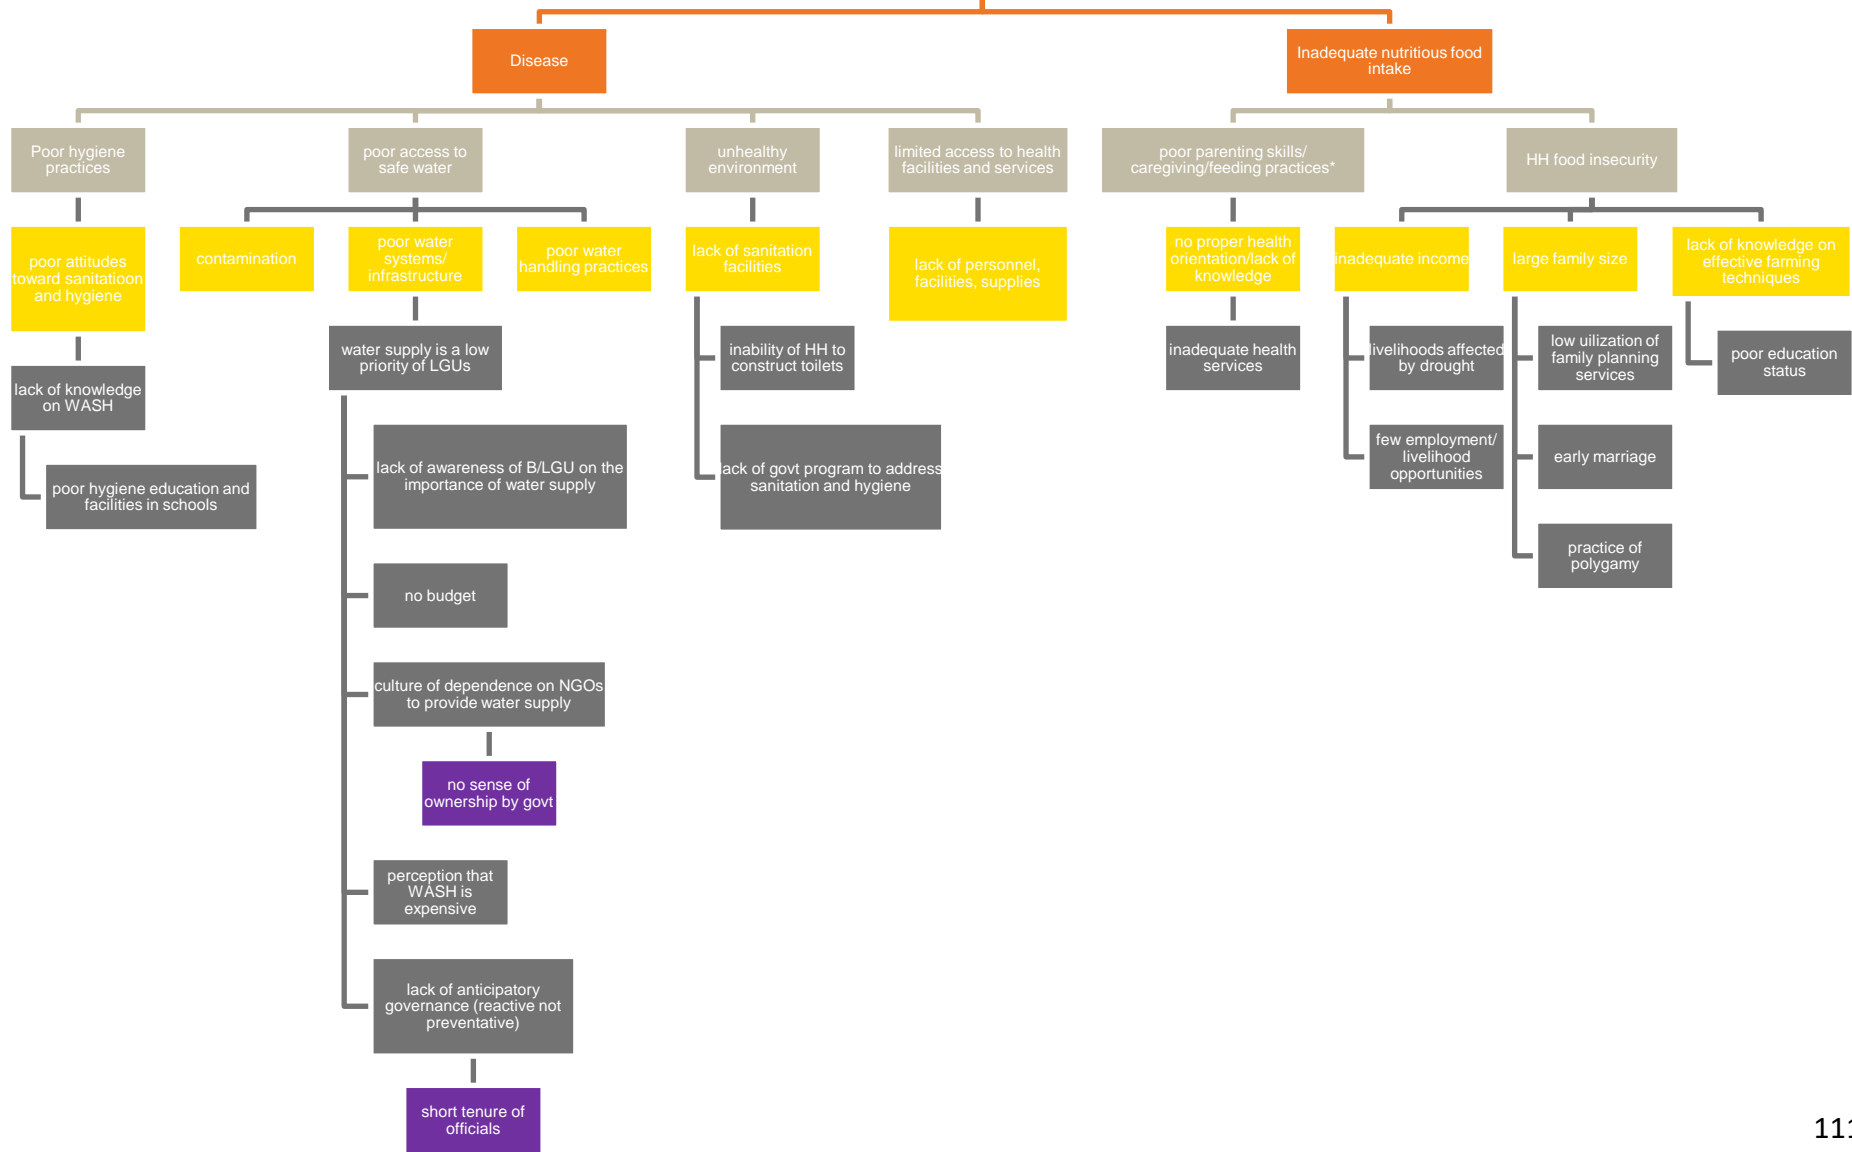 Disease
Inadequate nutritious food
intake
Poor hygiene
practices
poor access to
safe water
unhealthy
environment
limited access to health
facilities and services
poor parenting skills/
caregiving/feeding practices*
HH food insecurity
poor attitudes
toward sanitatioon
and hygiene
contamination
poor water
systems/
infrastructure
poor water
handling practices
lack of sanitation
facilities
lack of personnel,
facilities, supplies
no proper health
orientation/lack of
knowledge
inadequate income
large family size
lack of knowledge on
effective farming
techniques
lack of knowledge
on WASH
water supply is a low
priority of LGUs
inability of HH to
construct toilets
inadequate health
services
livelihoods affected
by drought
low uilization of
family planning
services
poor education
status
poor hygiene education and
facilities in schools
lack of awareness of B/LGU on the
importance of water supply
lack of govt program to address
sanitation and hygiene
few employment/
livelihood
opportunities
early marriage
no budget
practice of
polygamy
culture of dependence on NGOs
to provide water supply
no sense of
ownership by govt
perception that
WASH is
expensive
lack of anticipatory
governance (reactive not
preventative)
short tenure of
officials
111